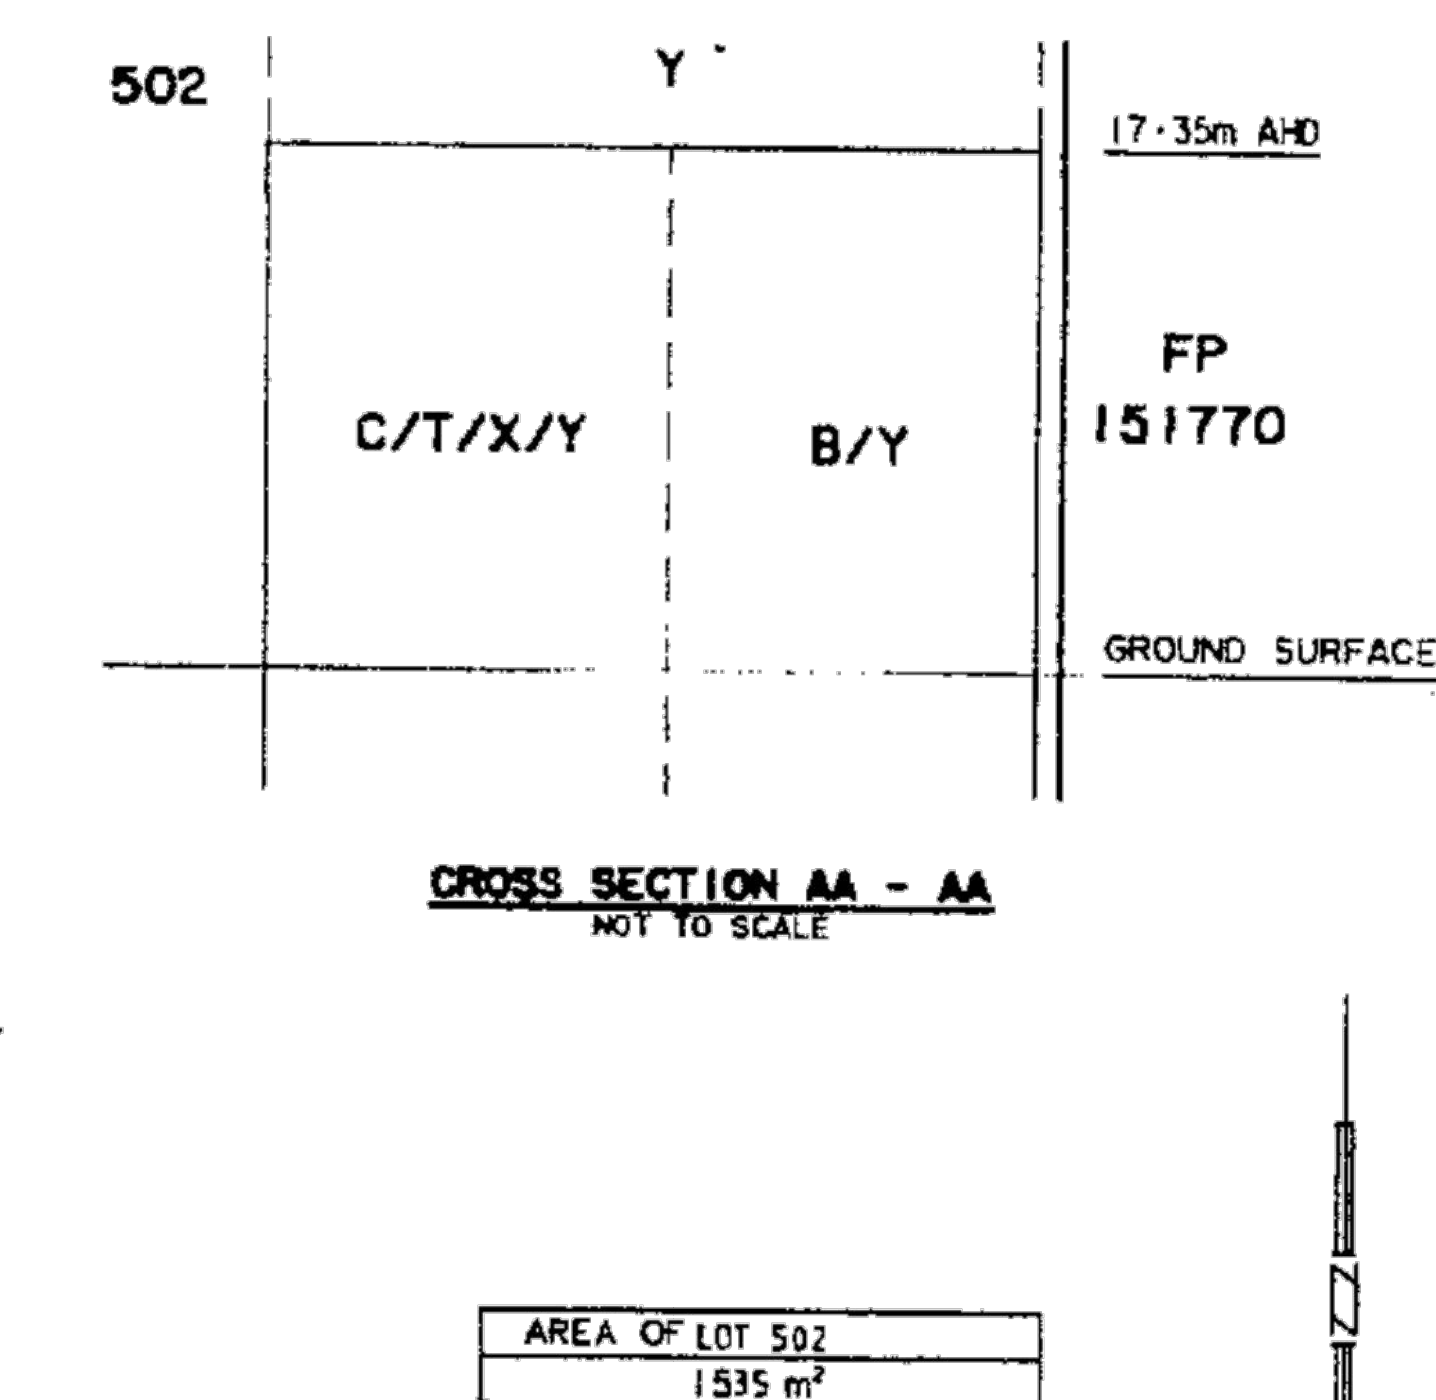 502
Y
17.35m AHD
FP
151770
C/T/X/Y
B/Y
GROUND SURFACE
CROSS SECTION AA - AA
NOT TO SCALE
N
AREA OF LOT 502
1535 m²